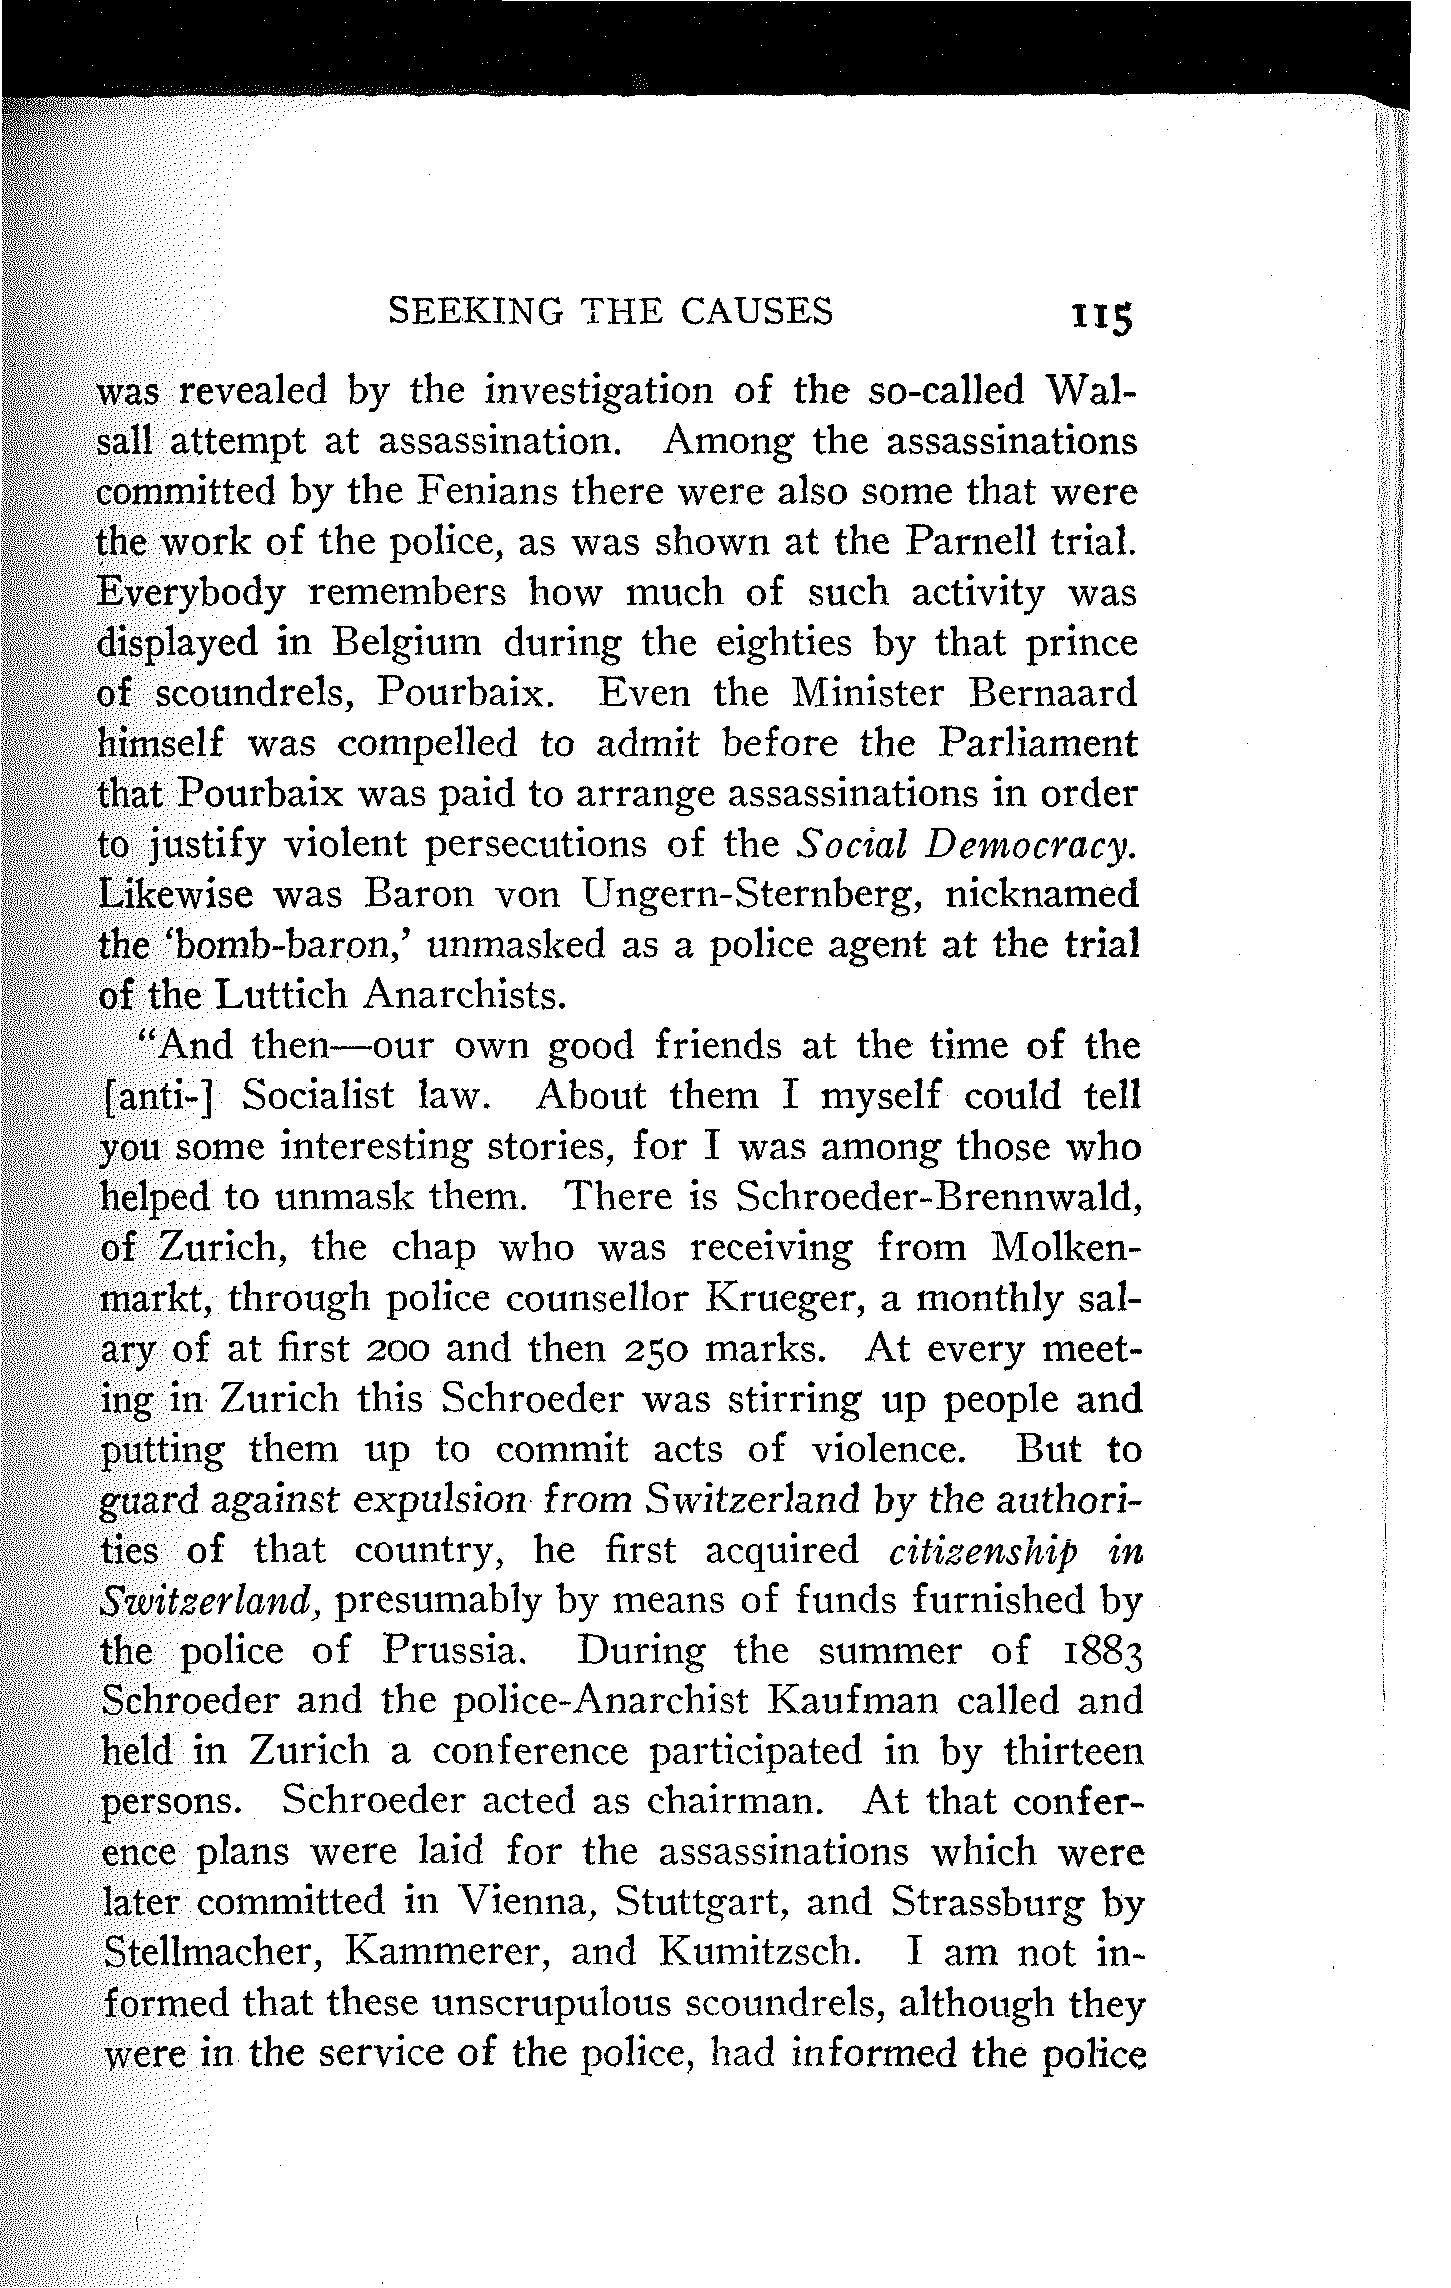 SEEKING THE CAUSES 115
was revealed by the investigation of the so-called Wal-
sall attempt at assassination. Among the assassinations
committed by the Fenians there were also some that were
the work of the police, as was shown at the Parnell trial.
Everybody remembers how much of such activity was
displayed in Belgium during the eighties by that prince
of scoundrels, Pourbaix. Even the Minister Bernaard
himself was compelled to admit before the Parliament
that Pourbaix was paid to arrange assassinations in order
to justify violent persecutions of the Social Democracy.
Likewise was Baron von Ungern-Sternberg, nicknamed
the 'bomb-baron,' unmasked as a police agent at the trial
of the Luttich Anarchists.
"And then—our own good friends at the time of the
[anti-] Socialist law. About them I myself could tell
you some interesting stories, for I was among those who
helped to unmask them. There is Schroeder-Brennwald,
of Zurich, the chap who was receiving from Molken-
markt, through police counsellor Krueger, a monthly sal-
ary of at first 200 and then 250 marks. At every meet-
ing in Zurich this Schroeder was stirring up people and
putting them up to commit acts of violence. But to
guard against expulsion from Switzerland by the authori-
ties of that country, he first acquired citizenship in
Switzerland, presumably by means of funds furnished by
the police of Prussia. During the summer of 1883
Schroeder and the police-Anarchist Kaufman called and
held in Zurich a conference participated in by thirteen
persons. Schroeder acted as chairman. At that confer-
ence plans were laid for the assassinations which were
later committed in Vienna, Stuttgart, and Strassburg by
Stellmacher, Kammerer, and Kumitzsch. I am not in-
formed that these unscrupulous scoundrels, although they
were in the service of the police, had informed the police